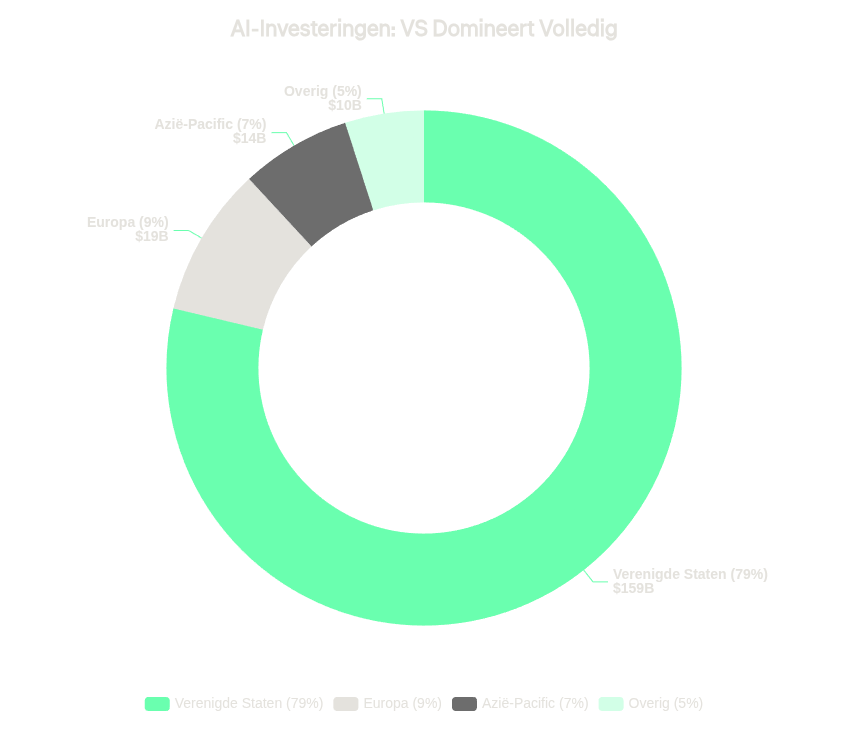 AI-Investeringen: VS Domineert Volledig
Overig (5%)
$10B
Azië-Pacific (7%)
$14B
Europa (9%)
$19B
Verenigde Staten (79%)
$159B
Verenigde Staten (79%)
Europa (9%)
Azië-Pacific (7%)
Overig (5%)